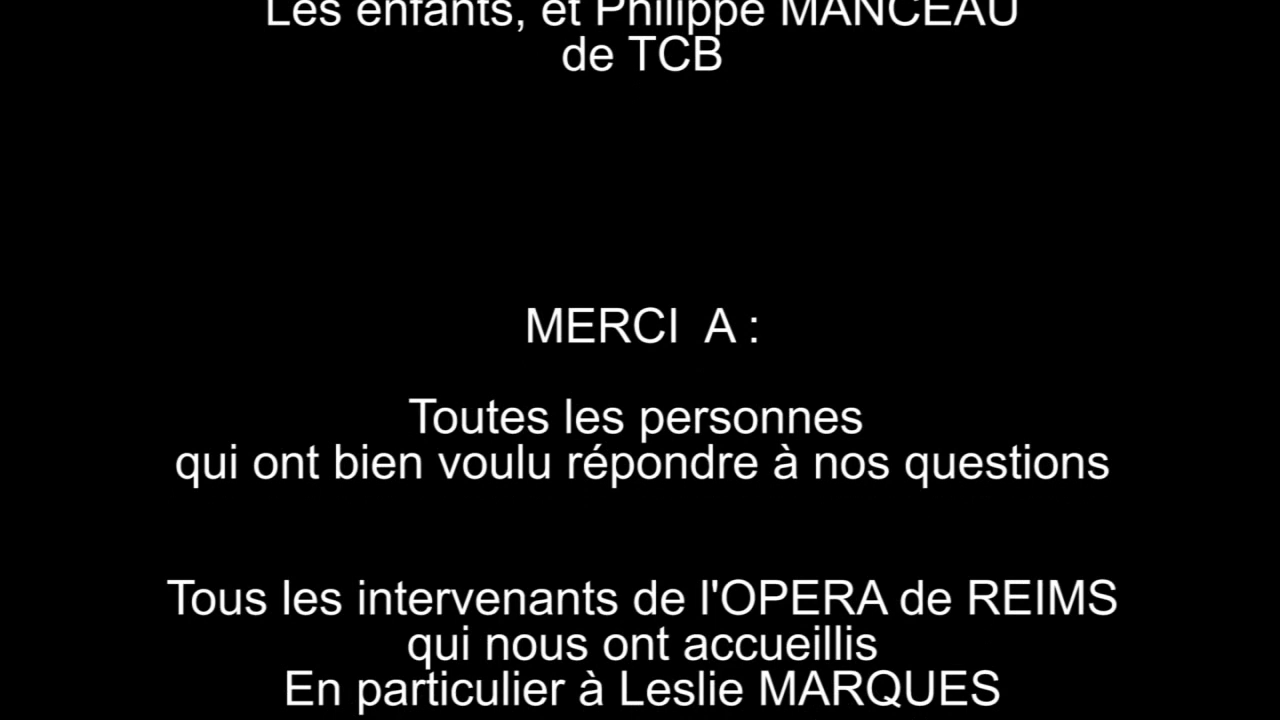 Les enfants, et Philippe MANCEAU
de TCB
MERCI  A :
Toutes les personnes
qui ont bien voulu répondre à nos questions
Tous les intervenants de l'OPERA de REIMS
qui nous ont accueillis
En particulier à Leslie MARQUES